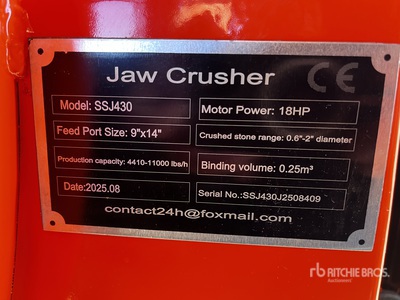 Jaw Crusher CE
Model: SSJ430 Motor Power: 18HP
Feed Port Size: 9"x14" Crushed stone range: 0.6"-2" diameter
Production capacity: 4410-11000 lbs/h Binding volume: 0.25m³
Date:2025.08 Serial No.:SSJ430J2508409
contact24h@foxmail.com
rb RITCHIE BROS.
Auctioneers